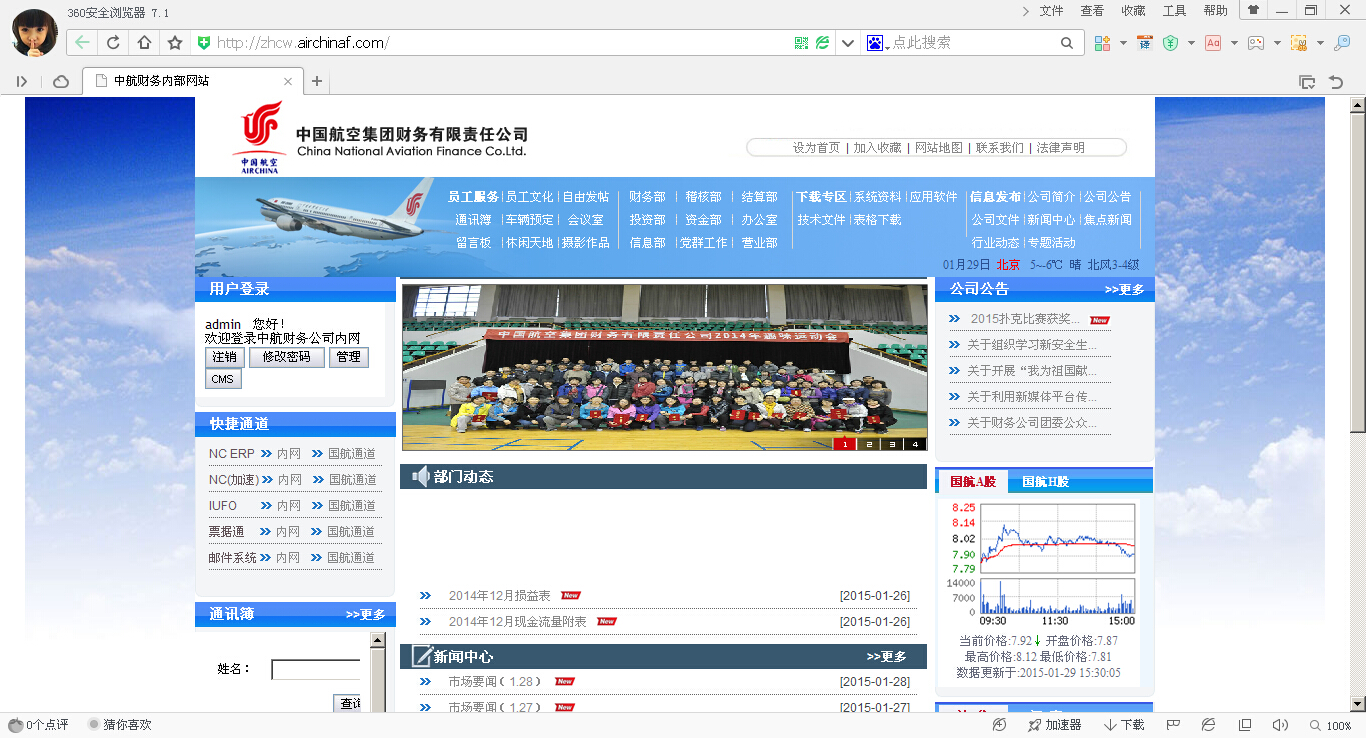 360安全浏览器 7.1
文件 查看 收藏 工具 帮助
http://zhcw.airchinaf.com/
点此搜索
中航财务内部网站
中国航空集团财务有限责任公司
China National Aviation Finance Co.Ltd.
中国航空
AIRCHINA
设为首页 | 加入收藏 | 网站地图 | 联系我们 | 法律声明
员工服务 | 员工文化 | 自由发帖 | 财务部 | 稽核部 | 结算部 | 下载专区 | 系统资料 | 应用软件 | 信息发布 | 公司简介 | 公司公告
通讯簿 | 车辆预定 | 会议室 | 投资部 | 资金部 | 办公室 | 技术文件 | 表格下载 | 公司文件 | 新闻中心 | 焦点新闻
留言板 | 休闲天地 | 摄影作品 | 信息部 | 党群工作 | 营业部 | 行业动态 | 专题活动
01月29日 北京 5~6℃ 晴 北风3-4级
用户登录
admin 您好！
欢迎登录中航财务公司内网
注销 修改密码 管理
CMS
快捷通道
NC ERP 内网 国航通道
NC(加速) 内网 国航通道
IUFO 内网 国航通道
票据通 内网 国航通道
邮件系统 内网 国航通道
通讯簿 >>更多
姓名：
中国航空集团财务有限责任公司2014年趣味运动会
1 2 3 4
部门动态
2014年12月损益表 New [2015-01-26]
2014年12月现金流量附表 New [2015-01-26]
新闻中心 >>更多
市场要闻（1.28） New [2015-01-28]
市场要闻（1.27） New [2015-01-27]
公司公告 >>更多
2015扑克比赛获奖... New
关于组织学习新安全生...
关于开展“我为祖国献...
关于利用新媒体平台传...
关于财务公司团委公众...
国航A股 国航H股
8.25
8.14
8.02
7.90
7.79
14000
7000
0
09:30 11:30 15:00
当前价格:7.92↓ 开盘价格:7.87
最高价格:8.12 最低价格:7.81
数据更新于:2015-01-29 15:30:05
0个点评 猜你喜欢
加速器 下载 100%